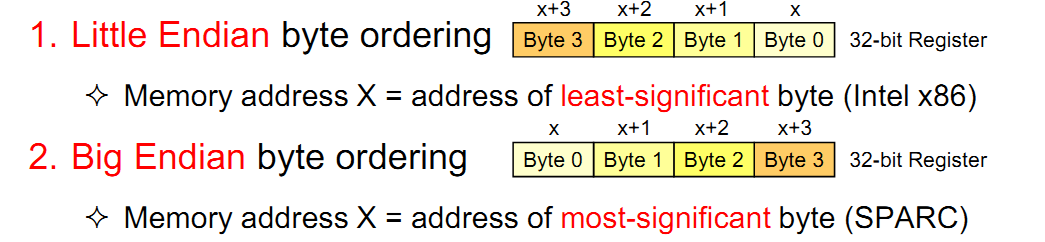 x+3 x+2 x+1 x
1. Little Endian byte ordering Byte 3 Byte 2 Byte 1 Byte 0 32-bit Register
✧ Memory address X = address of least-significant byte (Intel x86)
x x+1 x+2 x+3
2. Big Endian byte ordering Byte 0 Byte 1 Byte 2 Byte 3 32-bit Register
✧ Memory address X = address of most-significant byte (SPARC)